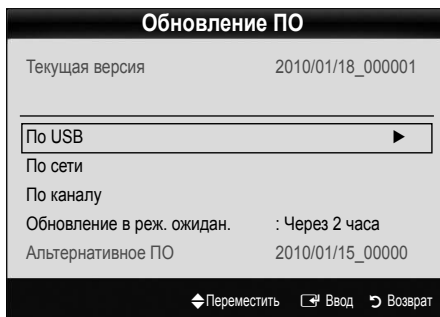 Обновление ПО
Текущая версия 2010/01/18_000001
По USB ►
По сети
По каналу
Обновление в реж. ожидан. : Через 2 часа
Альтернативное ПО 2010/01/15_00000
Переместить Ввод Возврат